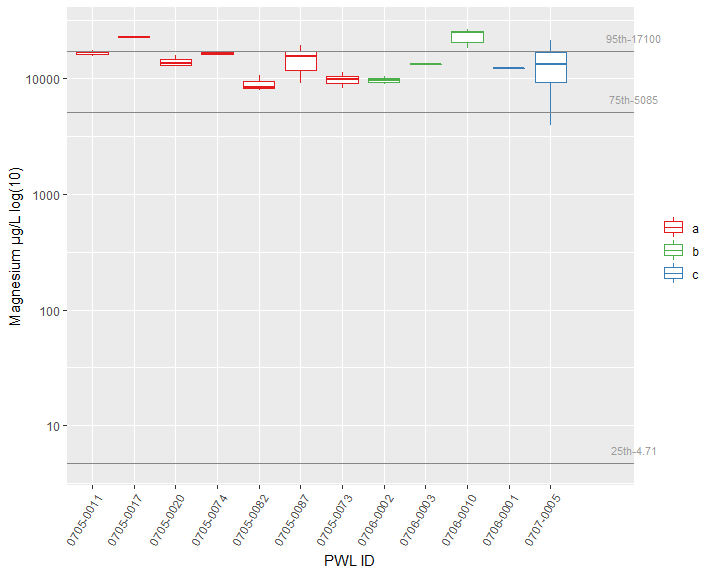 95th-17100
10000
75th-5085
1000
100
10
25th-4.71
Magnesium µg/L log(10)
a
b
c
0705-0011
0705-0017
0705-0020
0705-0074
0705-0082
0705-0087
0705-0073
0706-0002
0706-0003
0706-0010
0706-0001
0707-0005
PWL ID